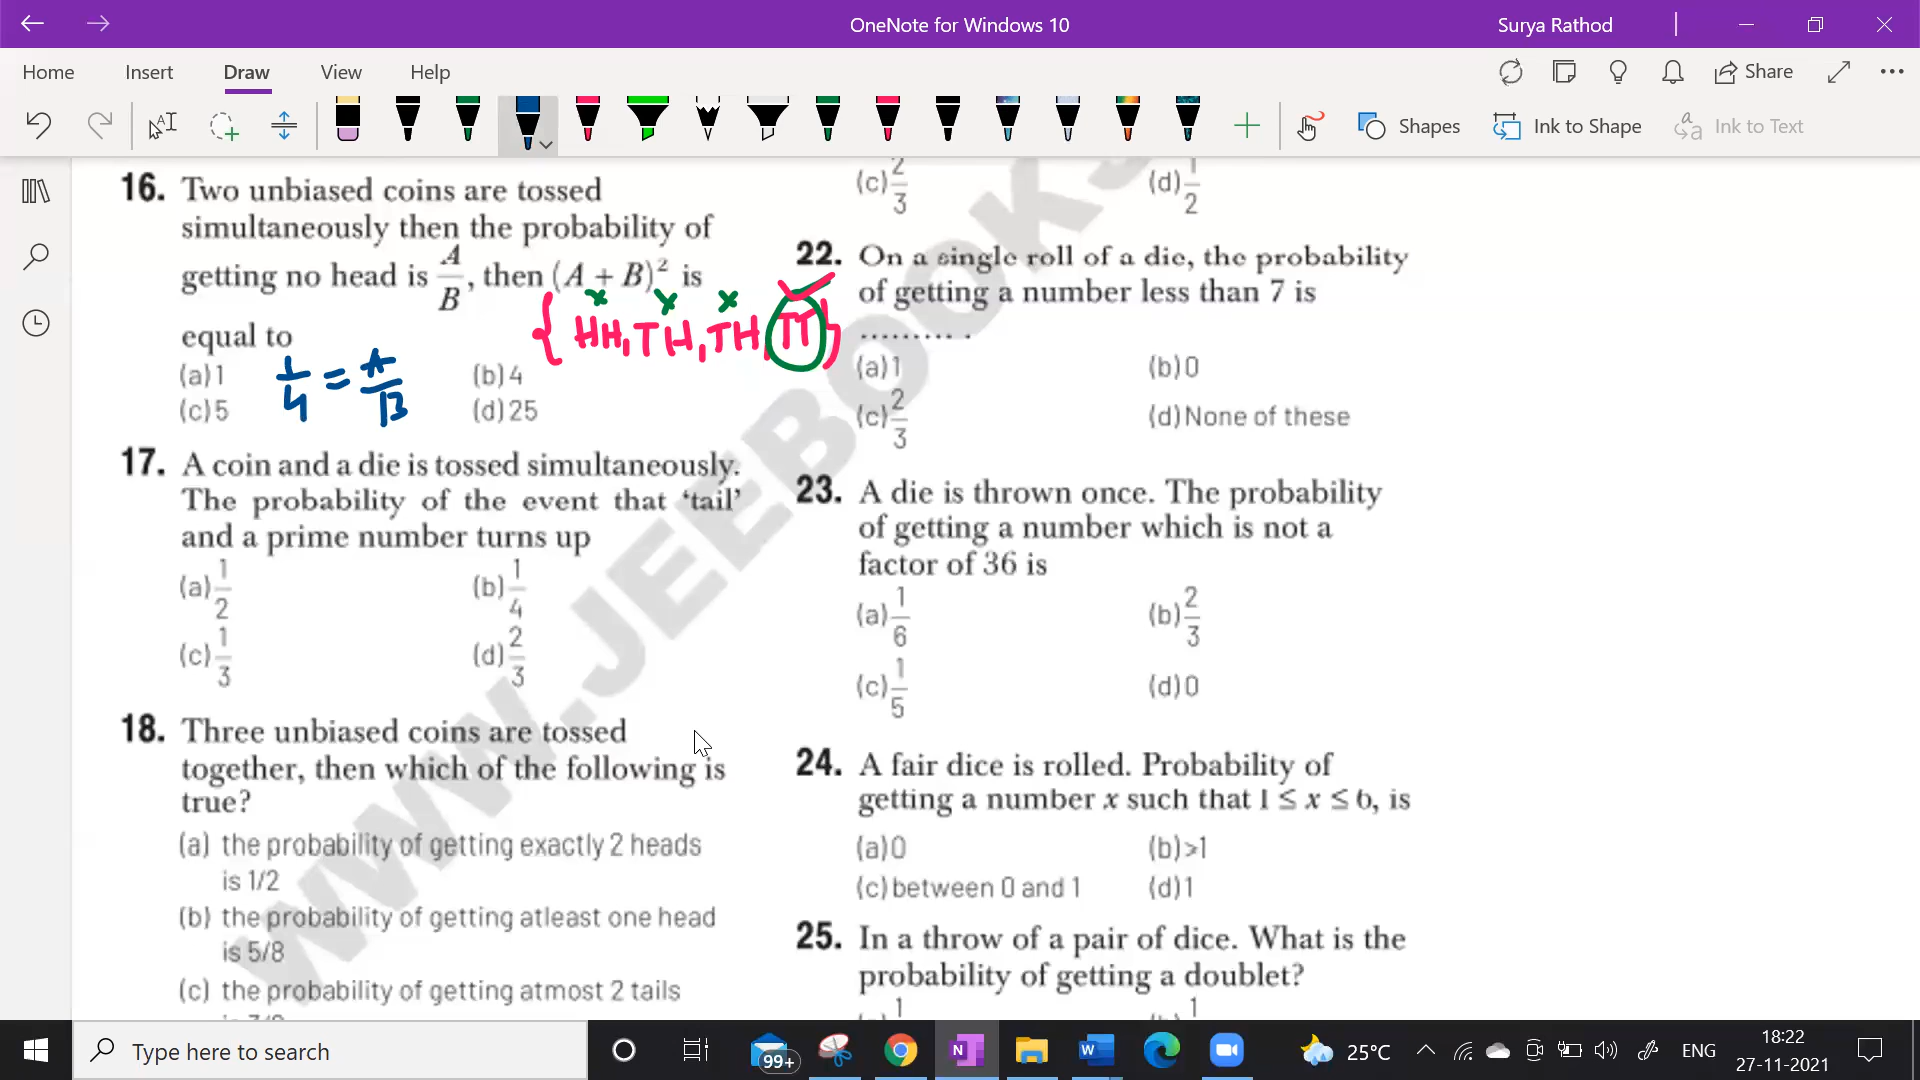 OneNote for Windows 10
Surya Rathod
Home Insert Draw View Help
Share
Shapes Ink to Shape Ink to Text
16. Two unbiased coins are tossed
simultaneously then the probability of
getting no head is A/B, then (A + B)² is
equal to
{HH, TH, TH, TT}
(a) 1 (b) 4
1/4 = A/B
(c) 5 (d) 25
17. A coin and a die is tossed simultaneously.
The probability of the event that ‘tail’
and a prime number turns up
(a) 1/2 (b) 1/4
(c) 1/3 (d) 2/3
18. Three unbiased coins are tossed
together, then which of the following is
true?
(a) the probability of getting exactly 2 heads
is 1/2
(b) the probability of getting atleast one head
is 5/8
(c) the probability of getting atmost 2 tails
(c) 2/3 (d) 1/2
22. On a single roll of a die, the probability
of getting a number less than 7 is
...........
(a) 1 (b) 0
(c) 2/3 (d) None of these
23. A die is thrown once. The probability
of getting a number which is not a
factor of 36 is
(a) 1/6 (b) 2/3
(c) 1/5 (d) 0
24. A fair dice is rolled. Probability of
getting a number x such that 1 ≤ x ≤ 6, is
(a) 0 (b) >1
(c) between 0 and 1 (d) 1
25. In a throw of a pair of dice. What is the
probability of getting a doublet?
WWW.JEEBOOKS
Type here to search
99+
25°C
ENG
18:22
27-11-2021